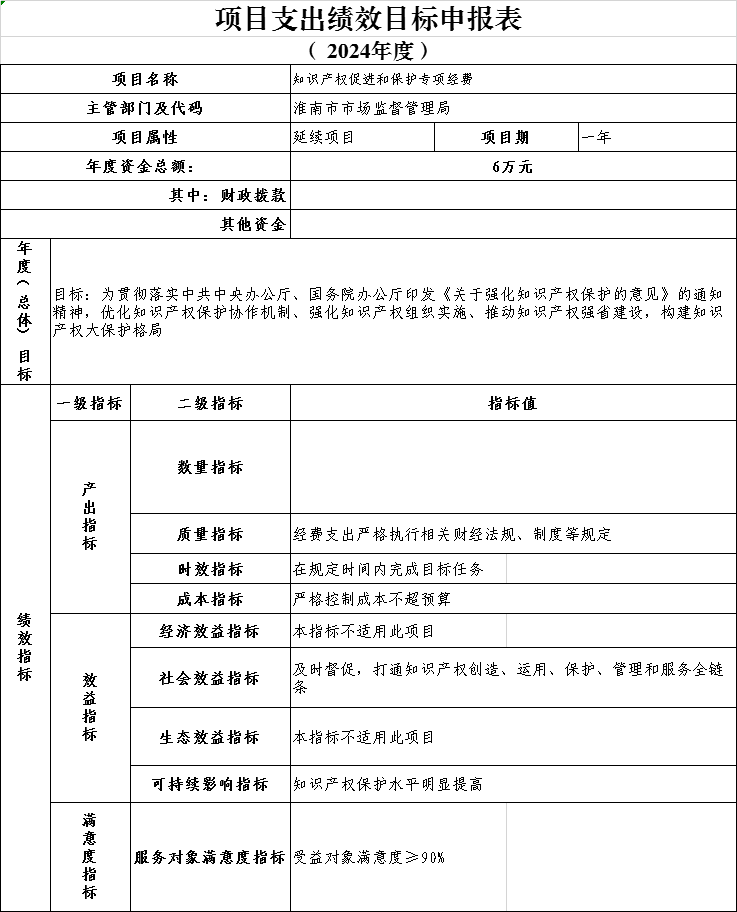 项目支出绩效目标申报表
（ 2024年度）
项目名称 知识产权促进和保护专项经费
主管部门及代码 淮南市市场监督管理局
项目属性 延续项目 项目期 一年
年度资金总额： 6万元
其中：财政拨款
其他资金
年度（总体）目标
目标：为贯彻落实中共中央办公厅、国务院办公厅印发《关于强化知识产权保护的意见》的通知
精神，优化知识产权保护协作机制、强化知识产权组织实施、推动知识产权强省建设，构建知识
产权大保护格局
绩效指标
一级指标 二级指标 指标值
产出指标
数量指标
质量指标 经费支出严格执行相关财经法规、制度等规定
时效指标 在规定时间内完成目标任务
成本指标 严格控制成本不超预算
效益指标
经济效益指标 本指标不适用此项目
社会效益指标 及时督促，打通知识产权创造、运用、保护、管理和服务全链
条
生态效益指标 本指标不适用此项目
可持续影响指标 知识产权保护水平明显提高
满意度指标
服务对象满意度指标 受益对象满意度≥90%